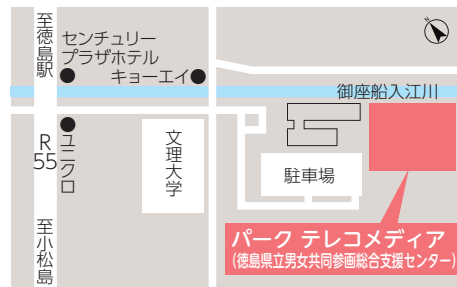 至徳島駅
センチュリー
プラザホテル
キョーエイ
御座船入江川
R
55
ユニクロ
文理大学
駐車場
至小松島
パーク テレコメディア
(徳島県立男女共同参画総合支援センター)